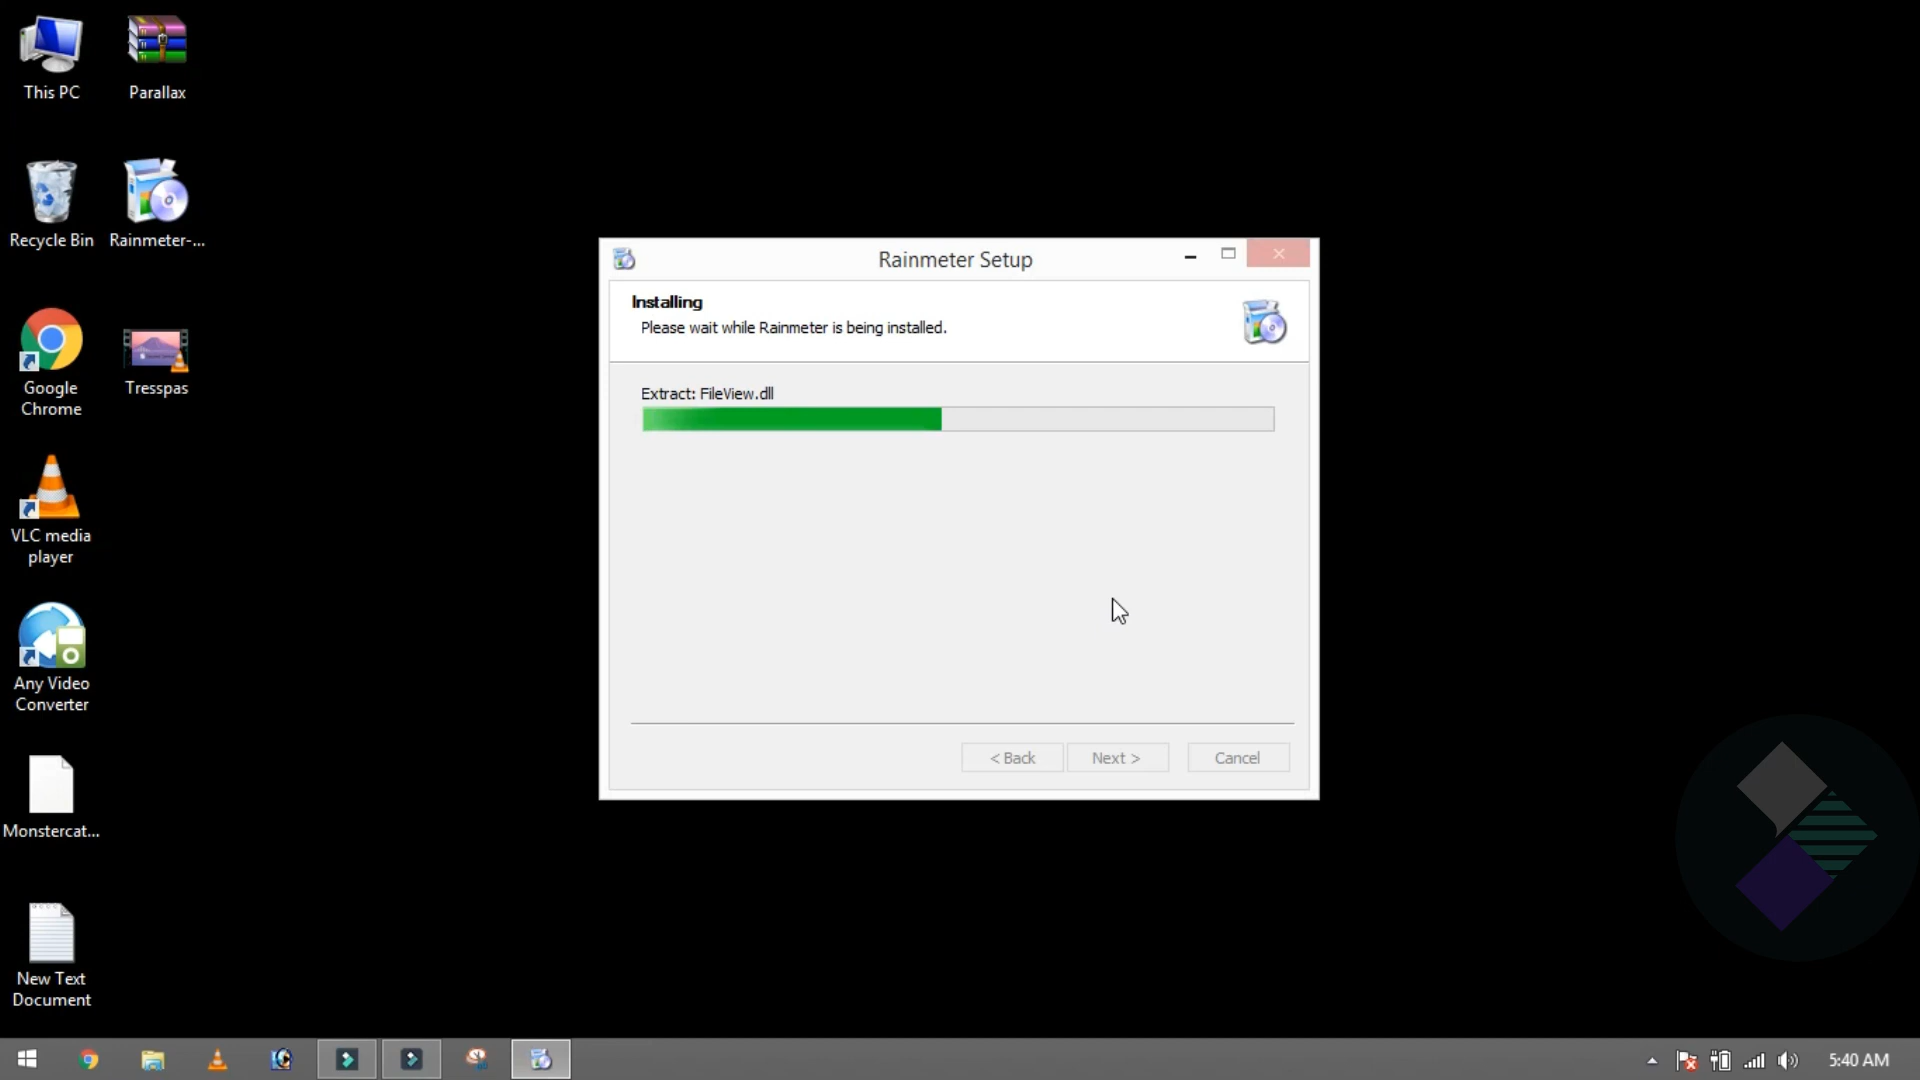 This PC
Parallax
Recycle Bin
Rainmeter-...
Google
Chrome
Tresspas
VLC media
player
Any Video
Converter
Monstercat...
New Text
Document
Rainmeter Setup
Installing
Please wait while Rainmeter is being installed.
Extract: FileView.dll
< Back
Next >
Cancel
5:40 AM